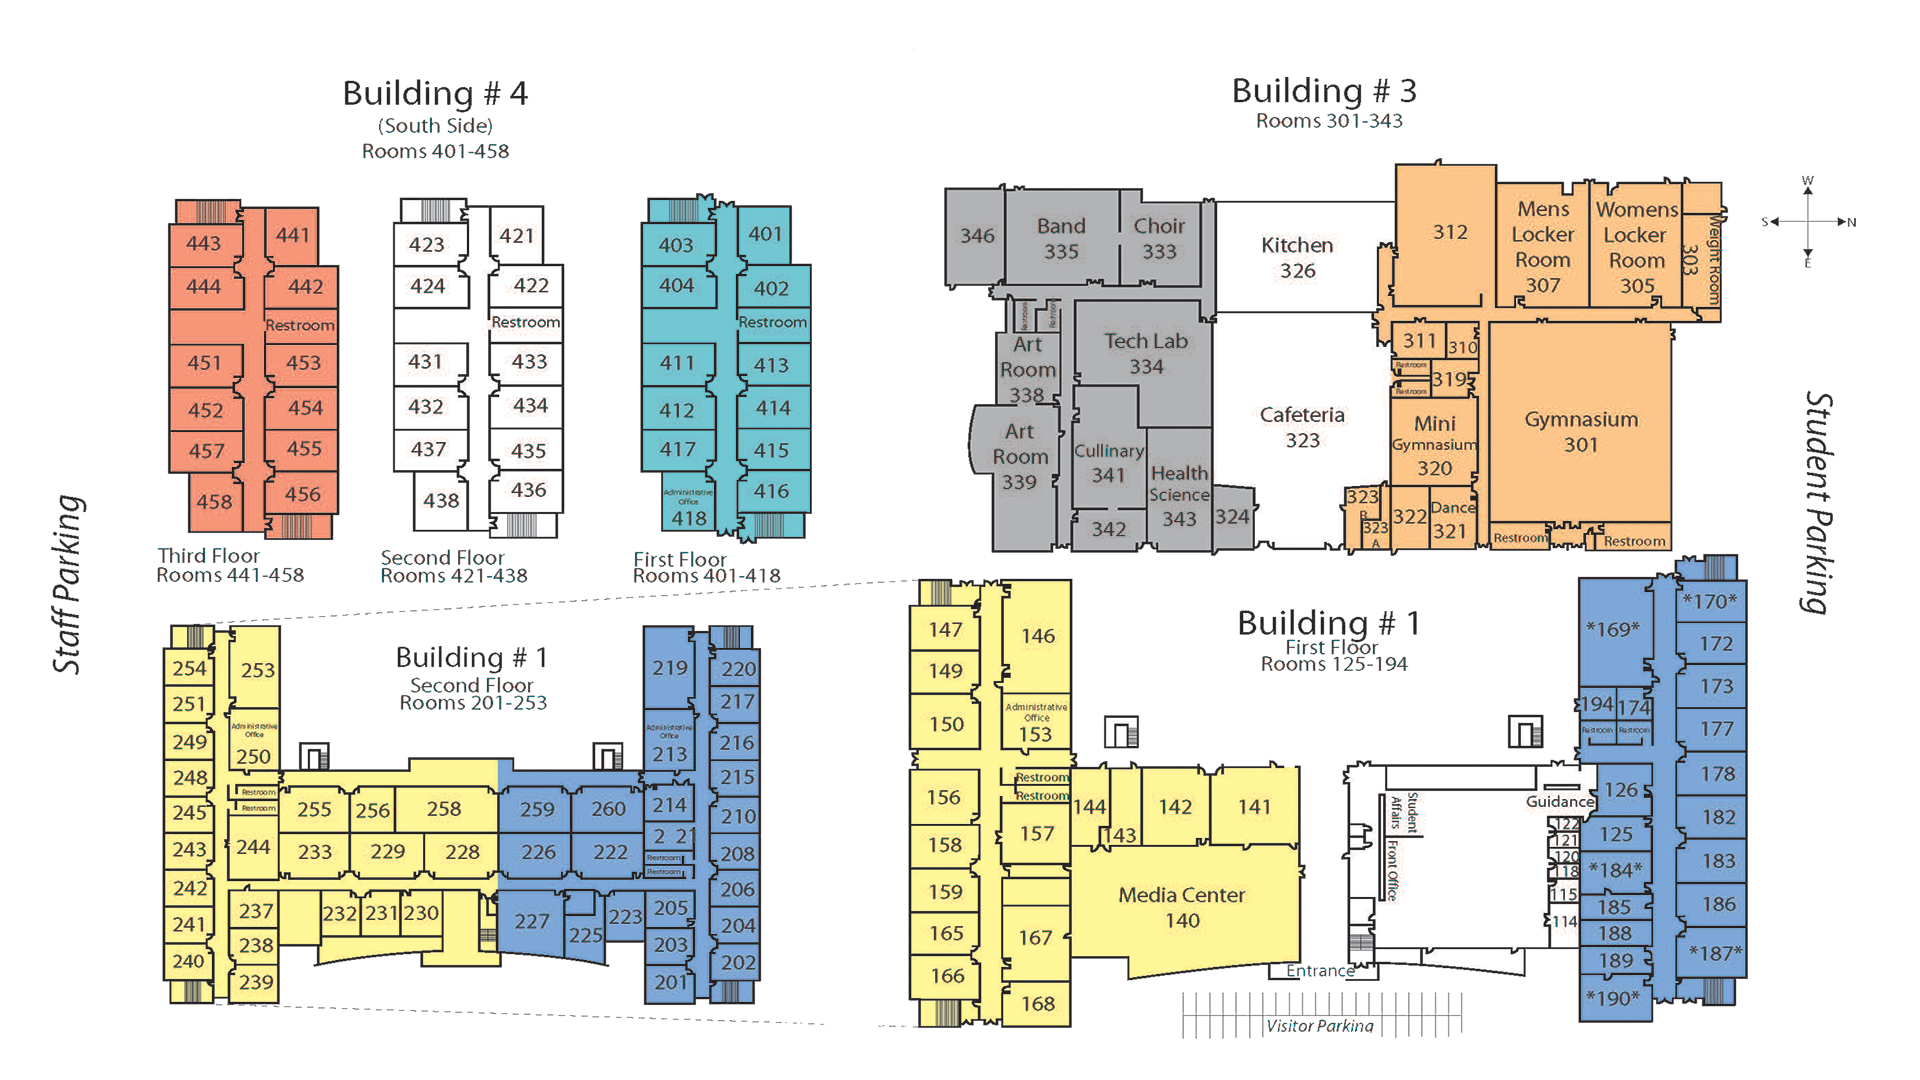 Building # 4
(South Side)
Rooms 401-458
Building # 3
Rooms 301-343
W
S
N
E
443
441
444
442
Restroom
451
453
452
454
457
455
458
456
Third Floor
Rooms 441-458
423
421
424
422
Restroom
431
433
432
434
437
435
438
436
Second Floor
Rooms 421-438
403
401
404
402
Restroom
411
413
412
414
417
415
Administrative
Office
418
416
First Floor
Rooms 401-418
346
Band
335
Choir
333
Kitchen
326
312
Mens
Locker
Room
307
Womens
Locker
Room
305
303
Weight Room
Restroom
Restroom
Art
Room
338
Tech Lab
334
311
310
Restroom
319
Restroom
Cafeteria
323
Mini
Gymnasium
320
Gymnasium
301
Art
Room
339
Cullinary
341
Health
Science
343
342
324
323
B
323
A
322
Dance
321
Restroom
Restroom
Staff Parking
Student Parking
Building # 1
Second Floor
Rooms 201-253
254
253
251
249
Administrative
Office
250
248
Restroom
Restroom
245
244
243
242
241
240
237
238
239
255
256
258
259
260
233
229
228
226
222
232
231
230
227
225
223
219
220
217
Administrative
Office
213
216
215
214
210
2 21
Restroom
Restroom
208
206
205
204
203
202
201
Building # 1
First Floor
Rooms 125-194
147
146
149
150
Administrative
Office
153
Restroom
Restroom
156
157
158
159
165
167
166
168
144
143
142
141
Media Center
140
Entrance
Visitor Parking
Student
Affairs
Front Office
Guidance
122
121
120
118
115
114
*169*
*170*
172
173
194
174
Restroom
Restroom
177
178
126
125
182
*184*
183
185
186
188
189
*187*
*190*